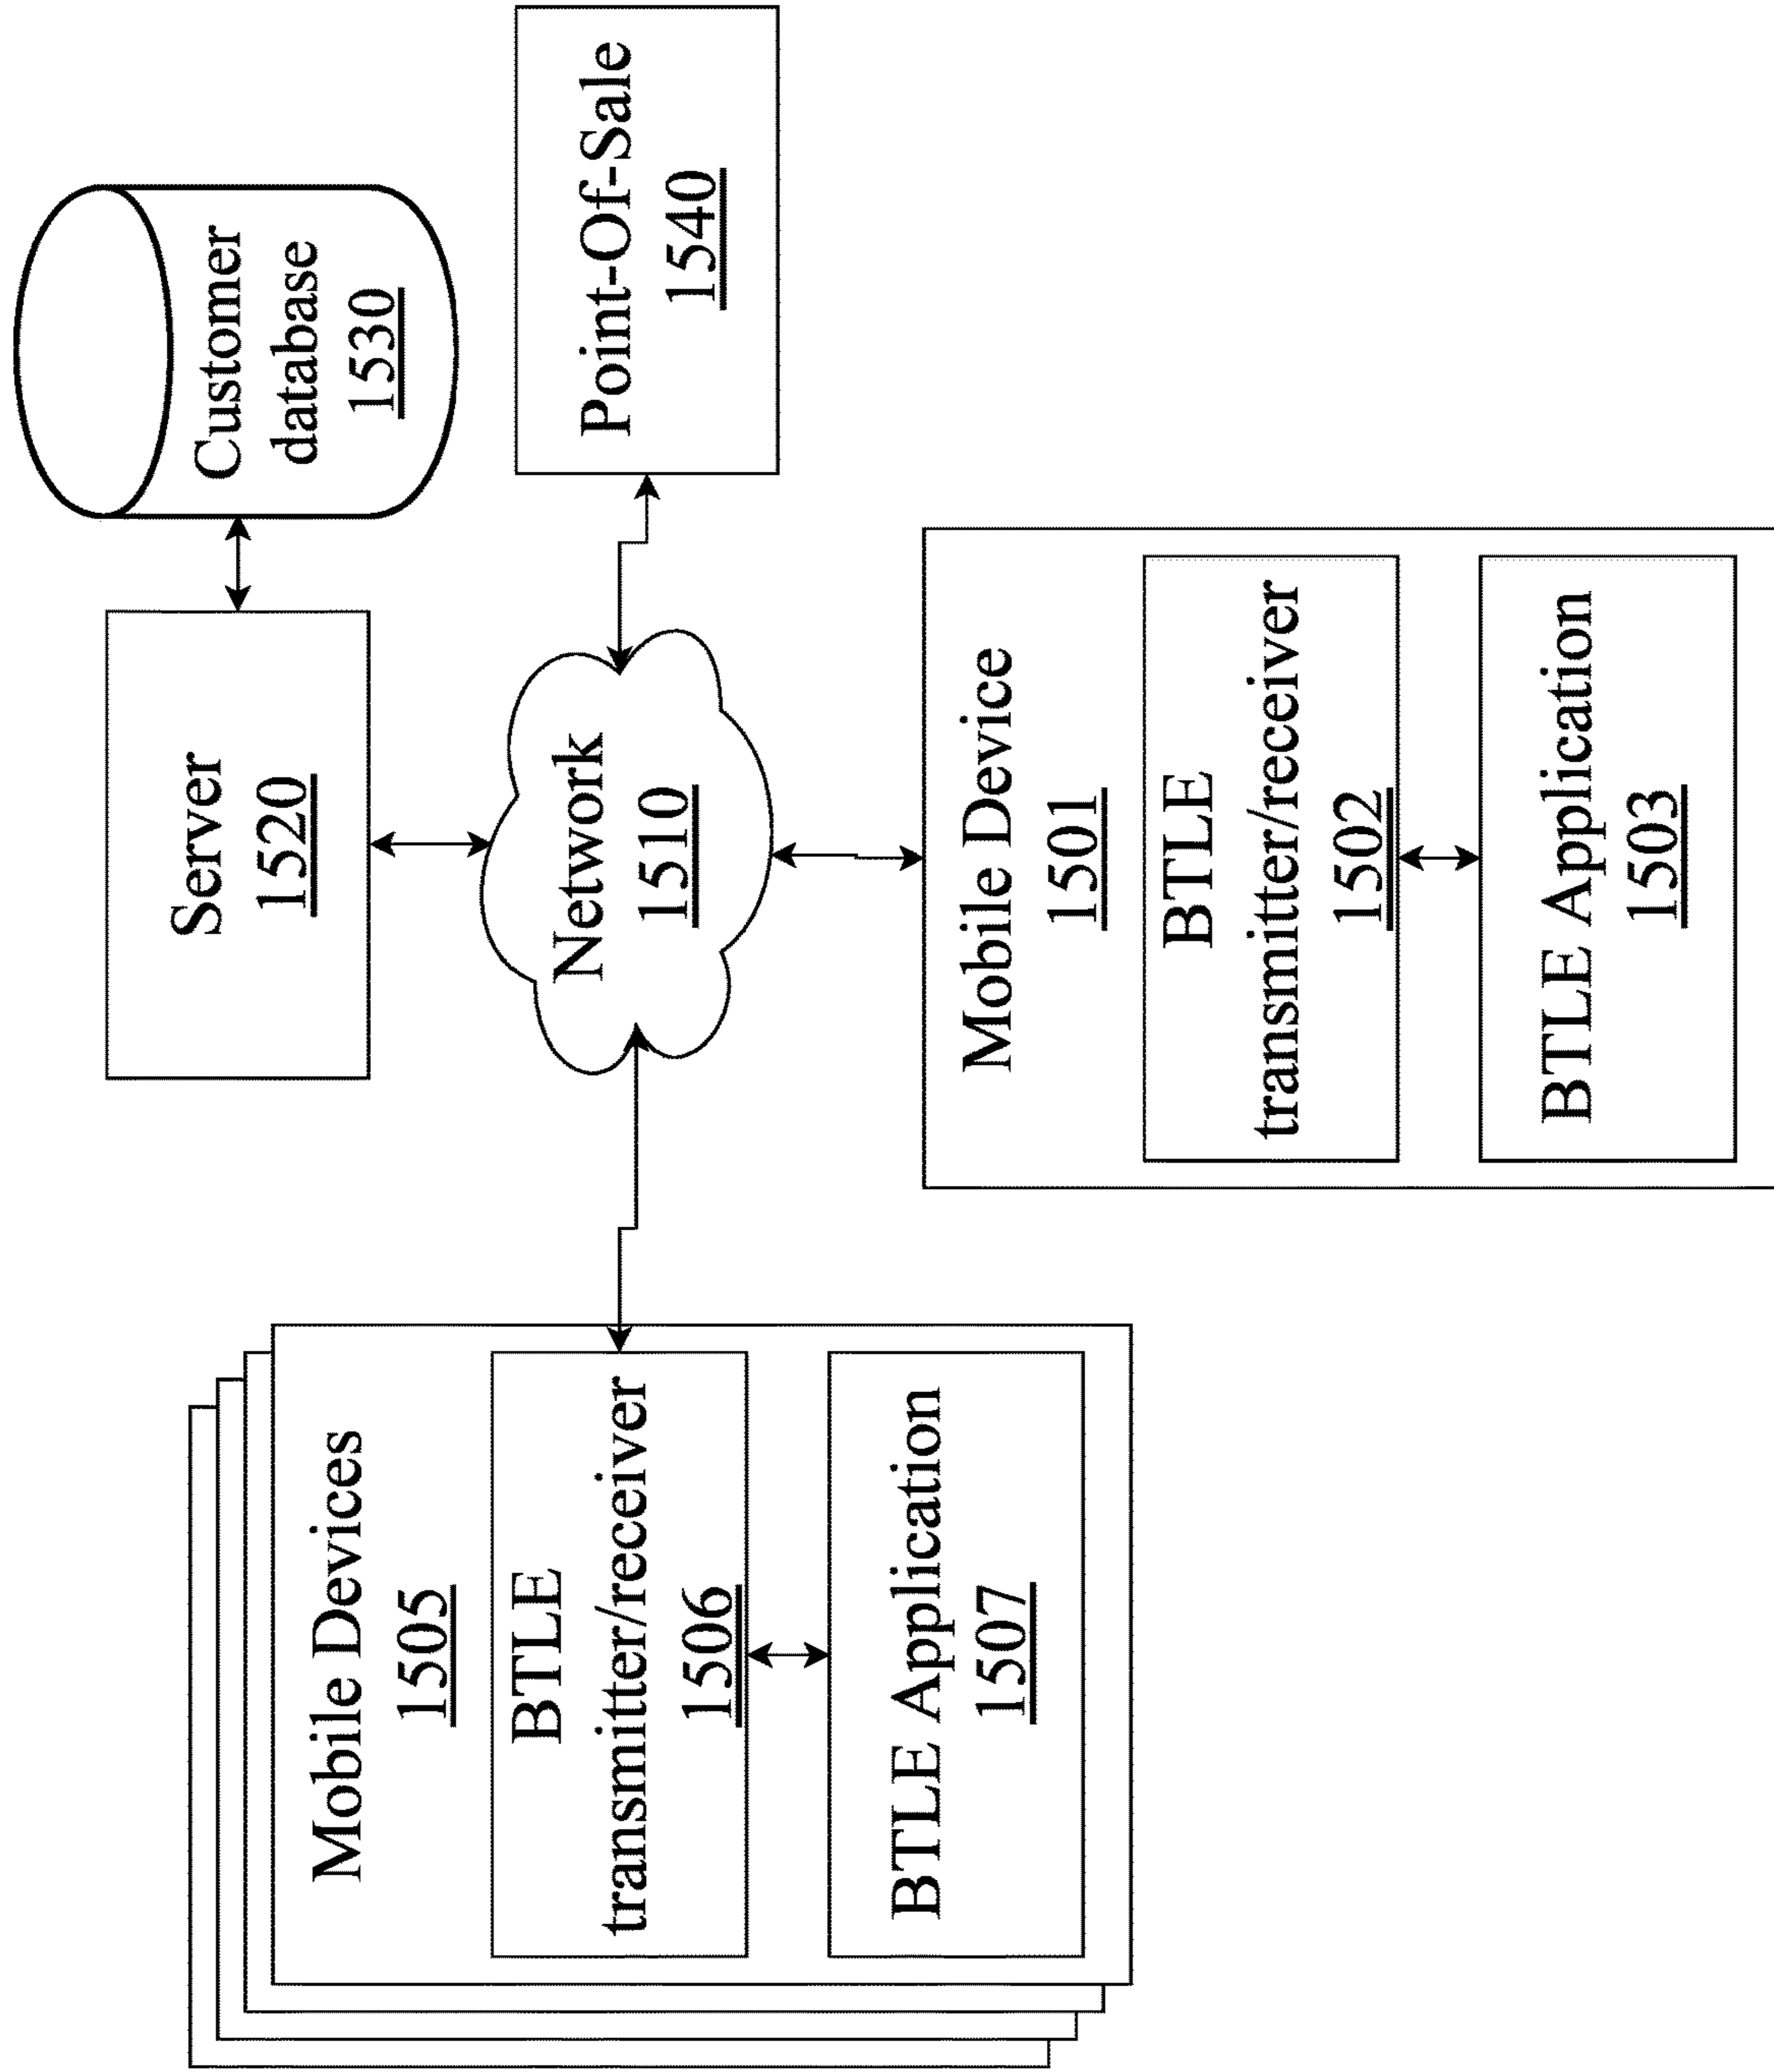 Customer
database
1530
Server
1520
Point-Of-Sale
1540
Network
1510
Mobile Devices
1505
BTLE
transmitter/receiver
1506
BTLE Application
1507
Mobile Device
1501
BTLE
transmitter/receiver
1502
BTLE Application
1503